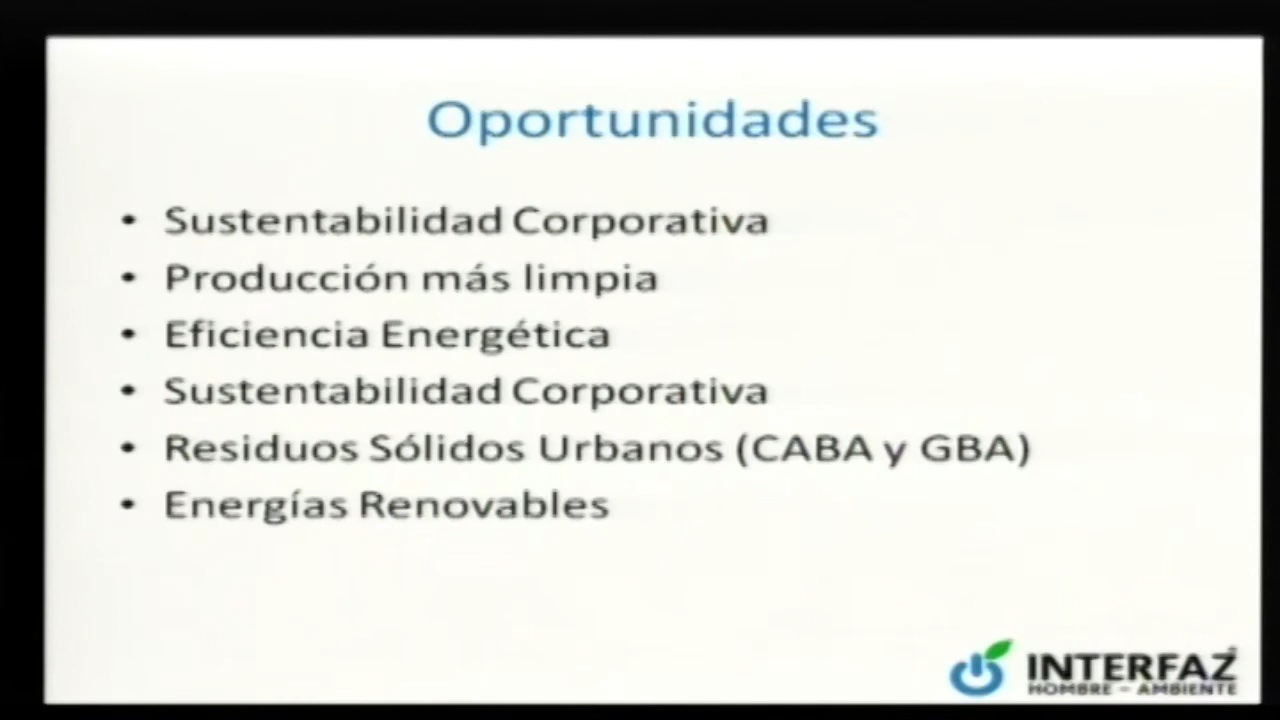 Oportunidades
• Sustentabilidad Corporativa
• Producción más limpia
• Eficiencia Energética
• Sustentabilidad Corporativa
• Residuos Sólidos Urbanos (CABA y GBA)
• Energías Renovables
INTERFAZ
HOMBRE – AMBIENTE